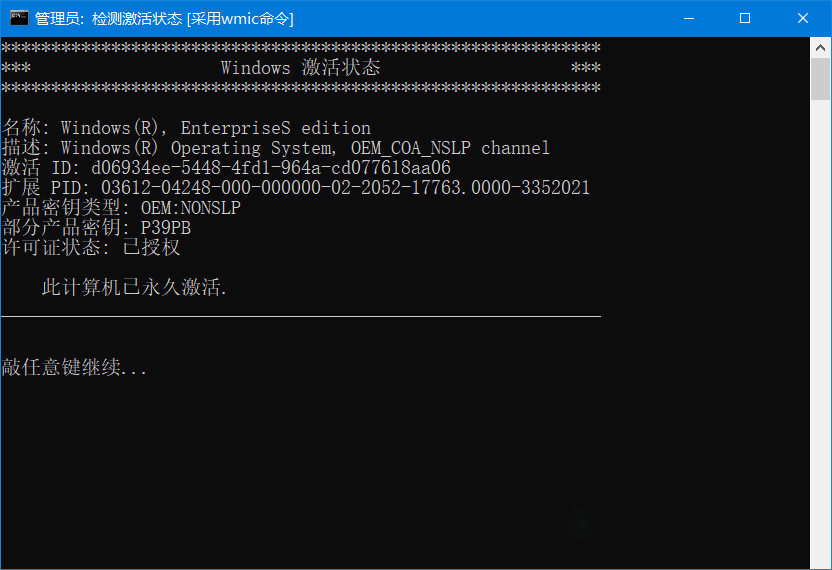 管理员: 检测激活状态 [采用wmic命令]
************************************************************
***                   Windows 激活状态                   ***
************************************************************
名称: Windows(R), EnterpriseS edition
描述: Windows(R) Operating System, OEM_COA_NSLP channel
激活 ID: d06934ee-5448-4fd1-964a-cd077618aa06
扩展 PID: 03612-04248-000-000000-02-2052-17763.0000-3352021
产品密钥类型: OEM:NONSLP
部分产品密钥: P39PB
许可证状态: 已授权
此计算机已永久激活.
____________________________________________________________
敲任意键继续...